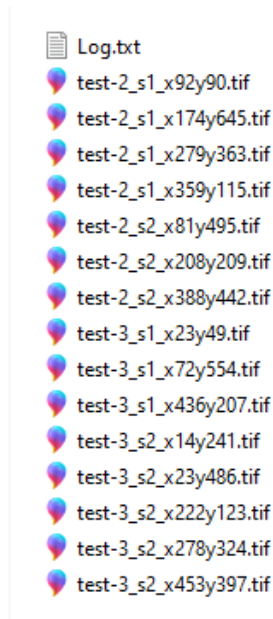 Log.txt
test-2_s1_x92y90.tif
test-2_s1_x174y645.tif
test-2_s1_x279y363.tif
test-2_s1_x359y115.tif
test-2_s2_x81y495.tif
test-2_s2_x208y209.tif
test-2_s2_x388y442.tif
test-3_s1_x23y49.tif
test-3_s1_x72y554.tif
test-3_s1_x436y207.tif
test-3_s2_x14y241.tif
test-3_s2_x23y486.tif
test-3_s2_x222y123.tif
test-3_s2_x278y324.tif
test-3_s2_x453y397.tif